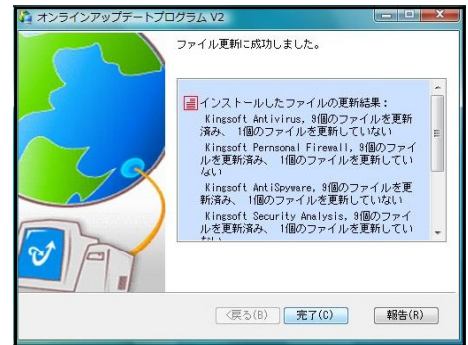 オンラインアップデートプログラム V2
ファイル更新に成功しました。
インストールしたファイルの更新結果：
Kingsoft Antivirus, 9個のファイルを更新
済み、 1個のファイルを更新していない
Kingsoft Pernsonal Firewall, 9個のファイ
ルを更新済み、 1個のファイルを更新してい
ない
Kingsoft AntiSpyware, 9個のファイルを更
新済み、 1個のファイルを更新していない
Kingsoft Security Analysis, 9個のファイ
ルを更新済み、 1個のファイルを更新してい
<戻る(B) 完了(C) 報告(R)